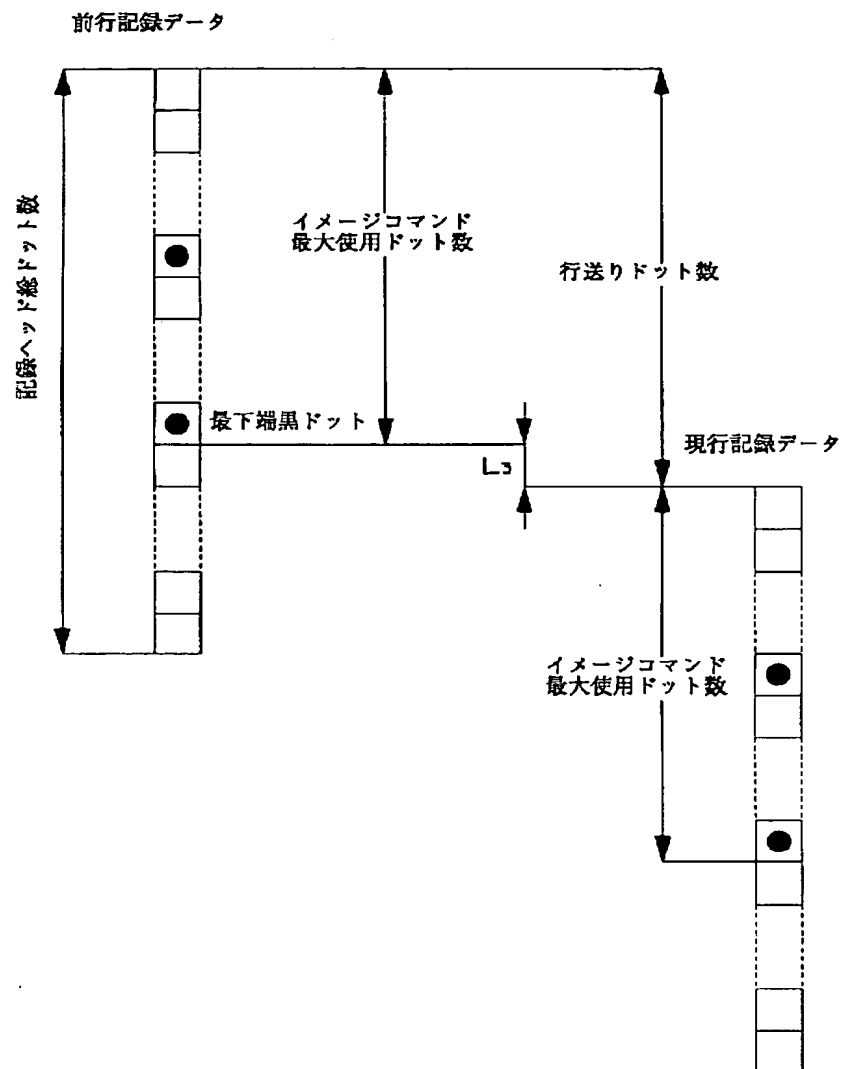 前行記録データ
記録ヘッド総ドット数
イメージコマンド
最大使用ドット数
行送りドット数
最下端黒ドット
L3
現行記録データ
イメージコマンド
最大使用ドット数